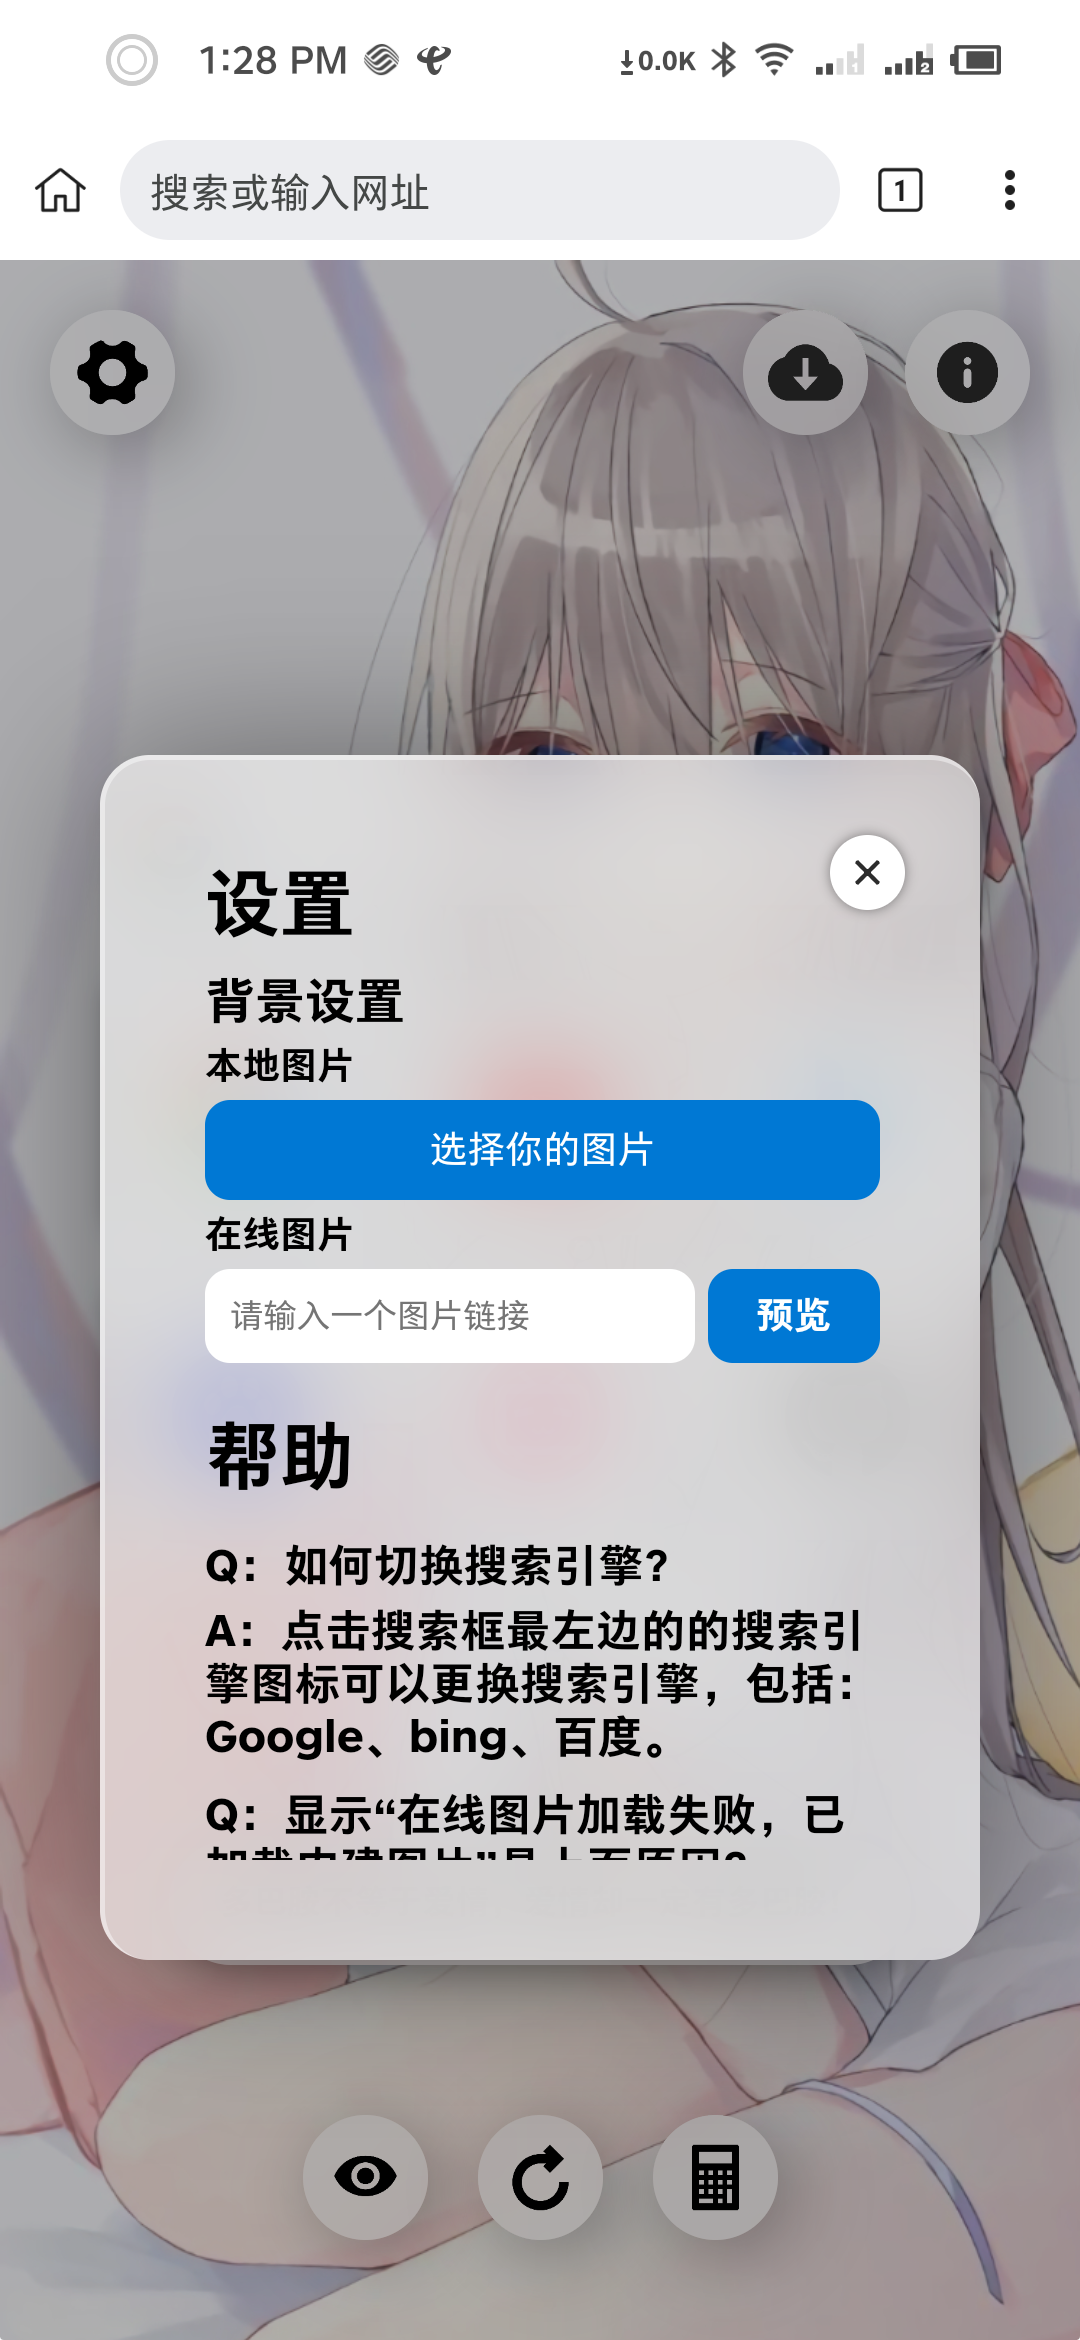 1:28 PM
0.0K
搜索或输入网址
1
设置
背景设置
本地图片
选择你的图片
在线图片
请输入一个图片链接
预览
帮助
Q：如何切换搜索引擎？
A：点击搜索框最左边的的搜索引
擎图标可以更换搜索引擎，包括：
Google、bing、百度。
Q：显示“在线图片加载失败，已